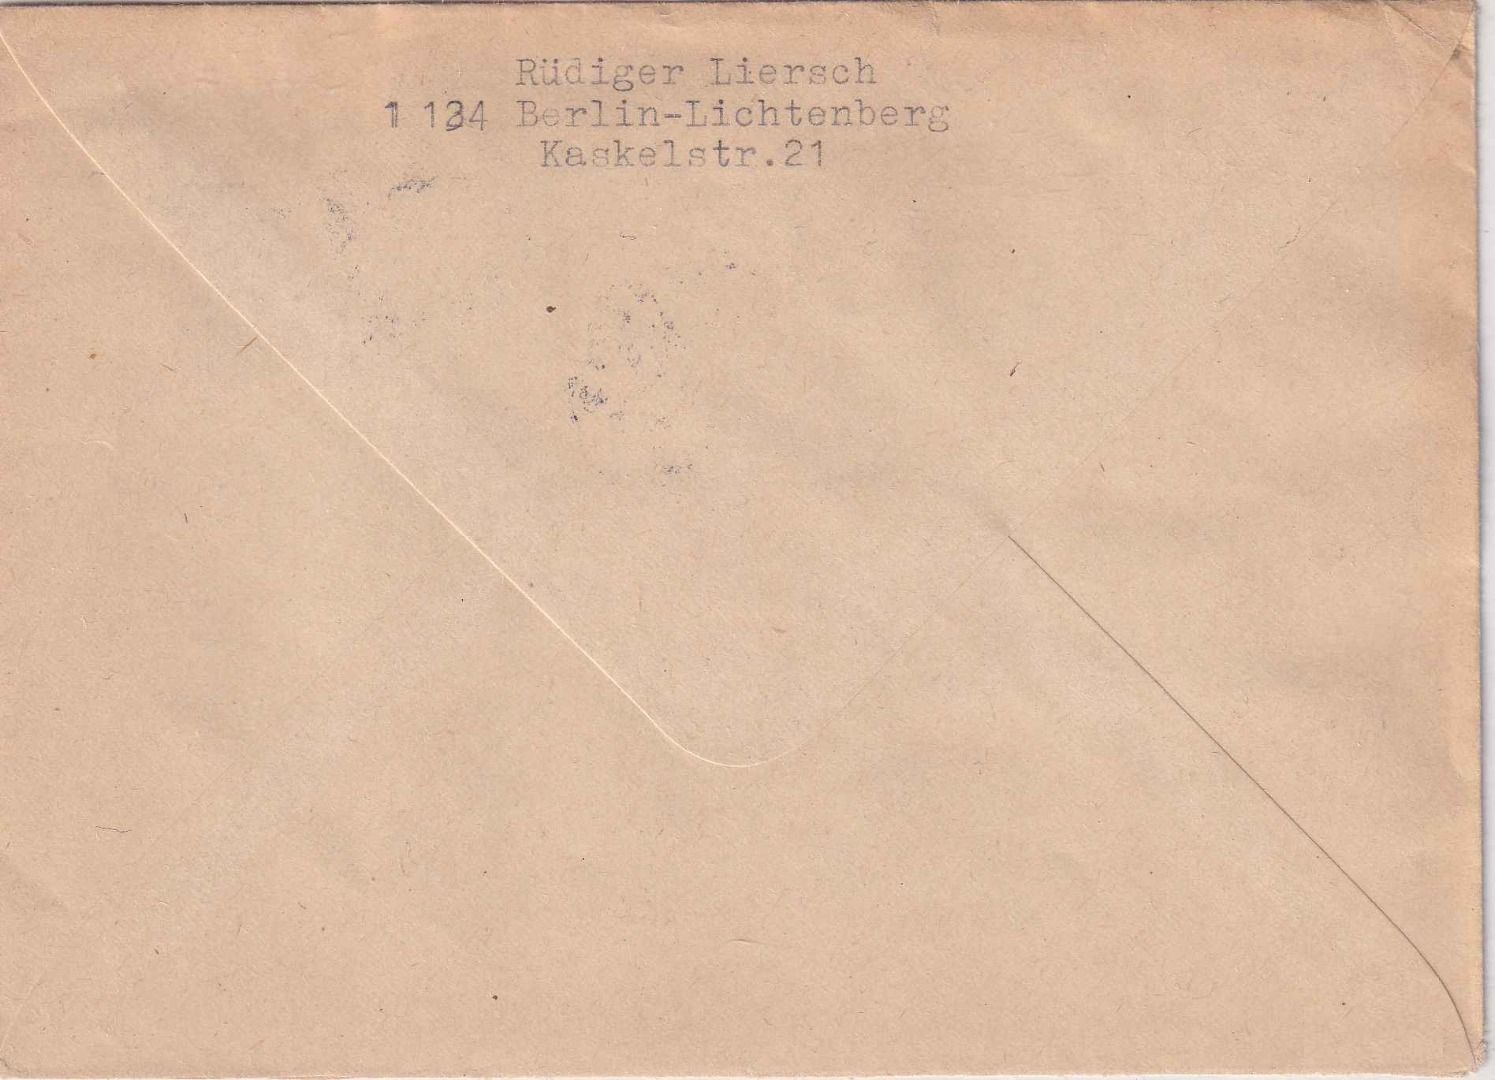 Rüdiger Liersch
1 134 Berlin-Lichtenberg
Kaskelstr.21